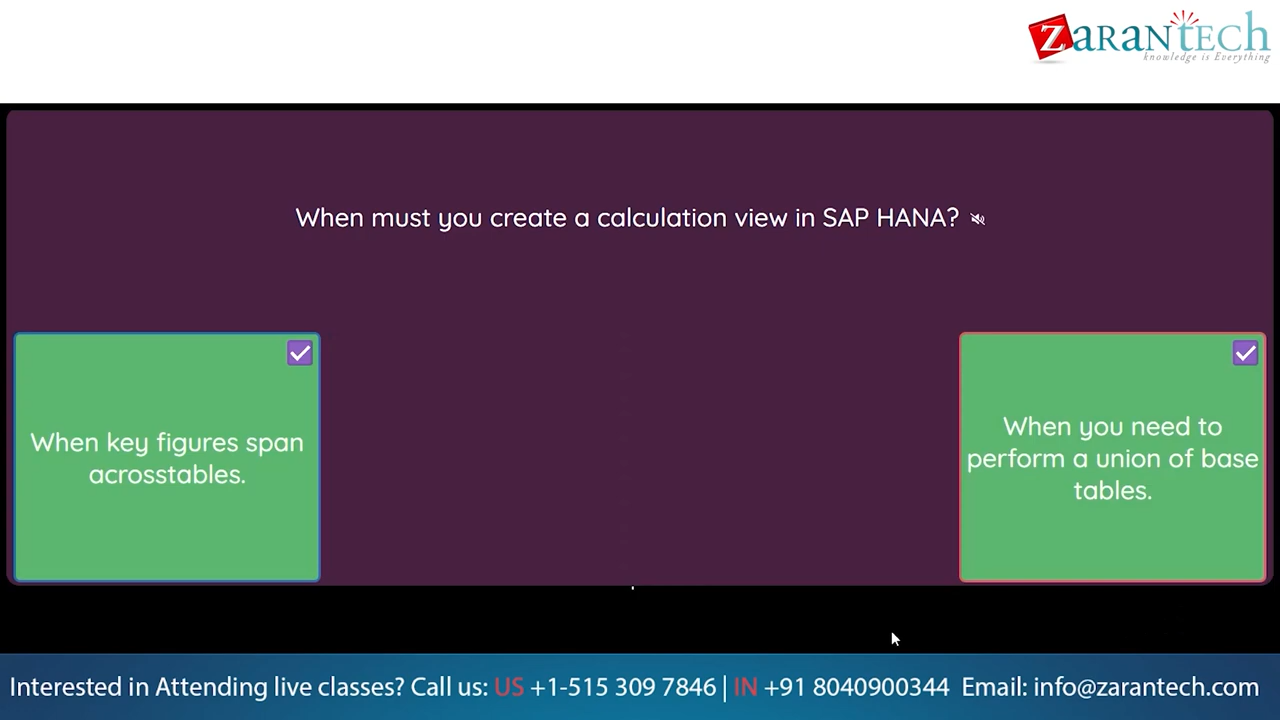 ZARANTECH
knowledge is Everything
When must you create a calculation view in SAP HANA?
When key figures span
acrosstables.
When you need to
perform a union of base
tables.
Interested in Attending live classes? Call us: US +1-515 309 7846 | IN +91 8040900344 Email: info@zarantech.com